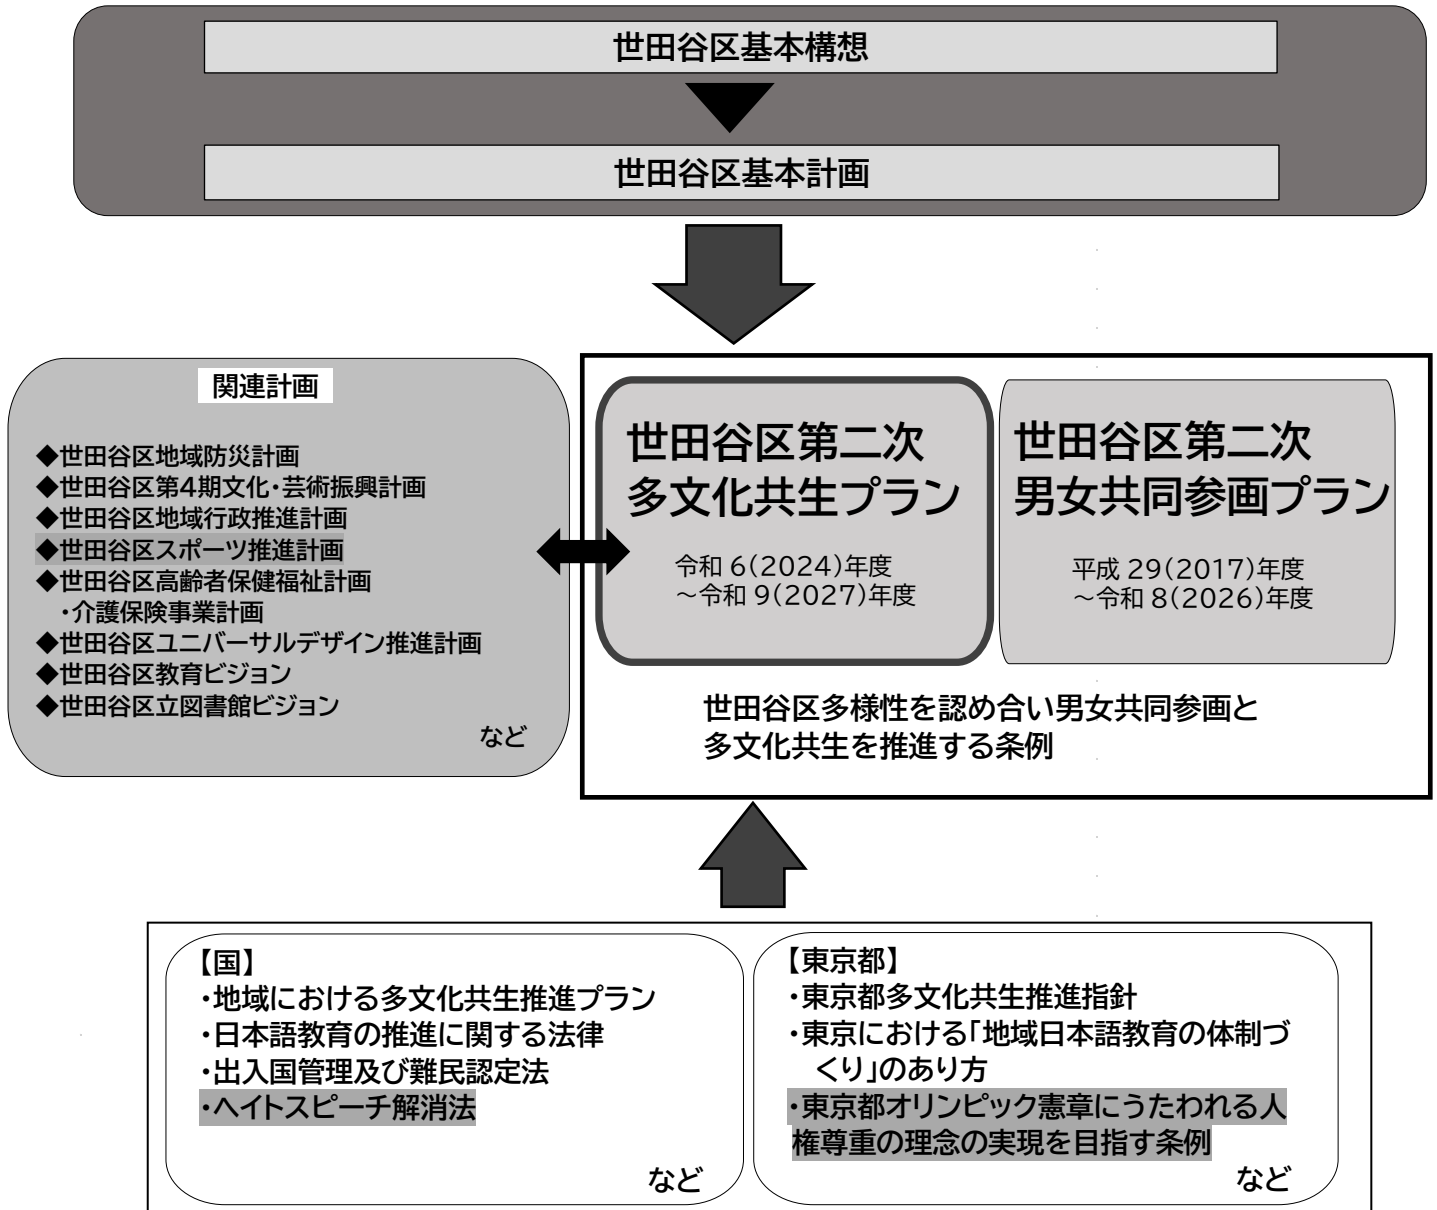 世田谷区基本構想
世田谷区基本計画
関連計画
◆世田谷区地域防災計画
◆世田谷区第4期文化・芸術振興計画
◆世田谷区地域行政推進計画
◆世田谷区スポーツ推進計画
◆世田谷区高齢者保健福祉計画
・介護保険事業計画
◆世田谷区ユニバーサルデザイン推進計画
◆世田谷区教育ビジョン
◆世田谷区立図書館ビジョン
など
世田谷区第二次
多文化共生プラン
令和6(2024)年度
～令和9(2027)年度
世田谷区第二次
男女共同参画プラン
平成29(2017)年度
～令和8(2026)年度
世田谷区多様性を認め合い男女共同参画と
多文化共生を推進する条例
【国】
・地域における多文化共生推進プラン
・日本語教育の推進に関する法律
・出入国管理及び難民認定法
・ヘイトスピーチ解消法
など
【東京都】
・東京都多文化共生推進指針
・東京における「地域日本語教育の体制づ
くり」のあり方
・東京都オリンピック憲章にうたわれる人
権尊重の理念の実現を目指す条例
など